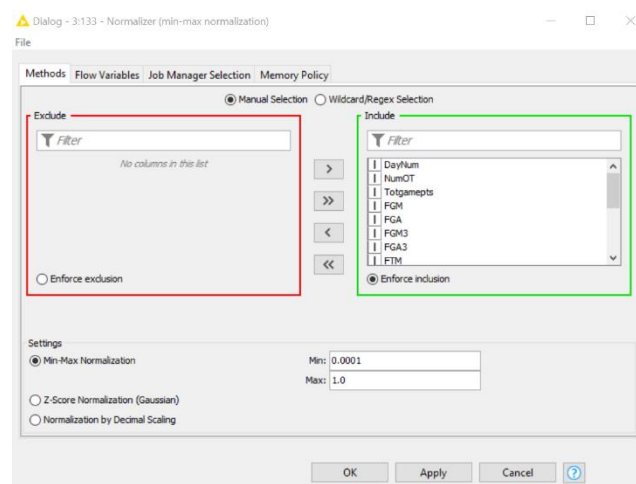 Dialog - 3:133 - Normalizer (min-max normalization)
File
Methods Flow Variables Job Manager Selection Memory Policy
Manual Selection Wildcard/Regex Selection
Exclude
Filter
No columns in this list
Enforce exclusion
>
>>
<
<<
Include
Filter
I DayNum
I NumOT
I Totgamepts
I FGM
I FGA
I FGM3
I FGA3
I FTM
Enforce inclusion
Settings
Min-Max Normalization Min: 0.0001
Max: 1.0
Z-Score Normalization (Gaussian)
Normalization by Decimal Scaling
OK Apply Cancel ?